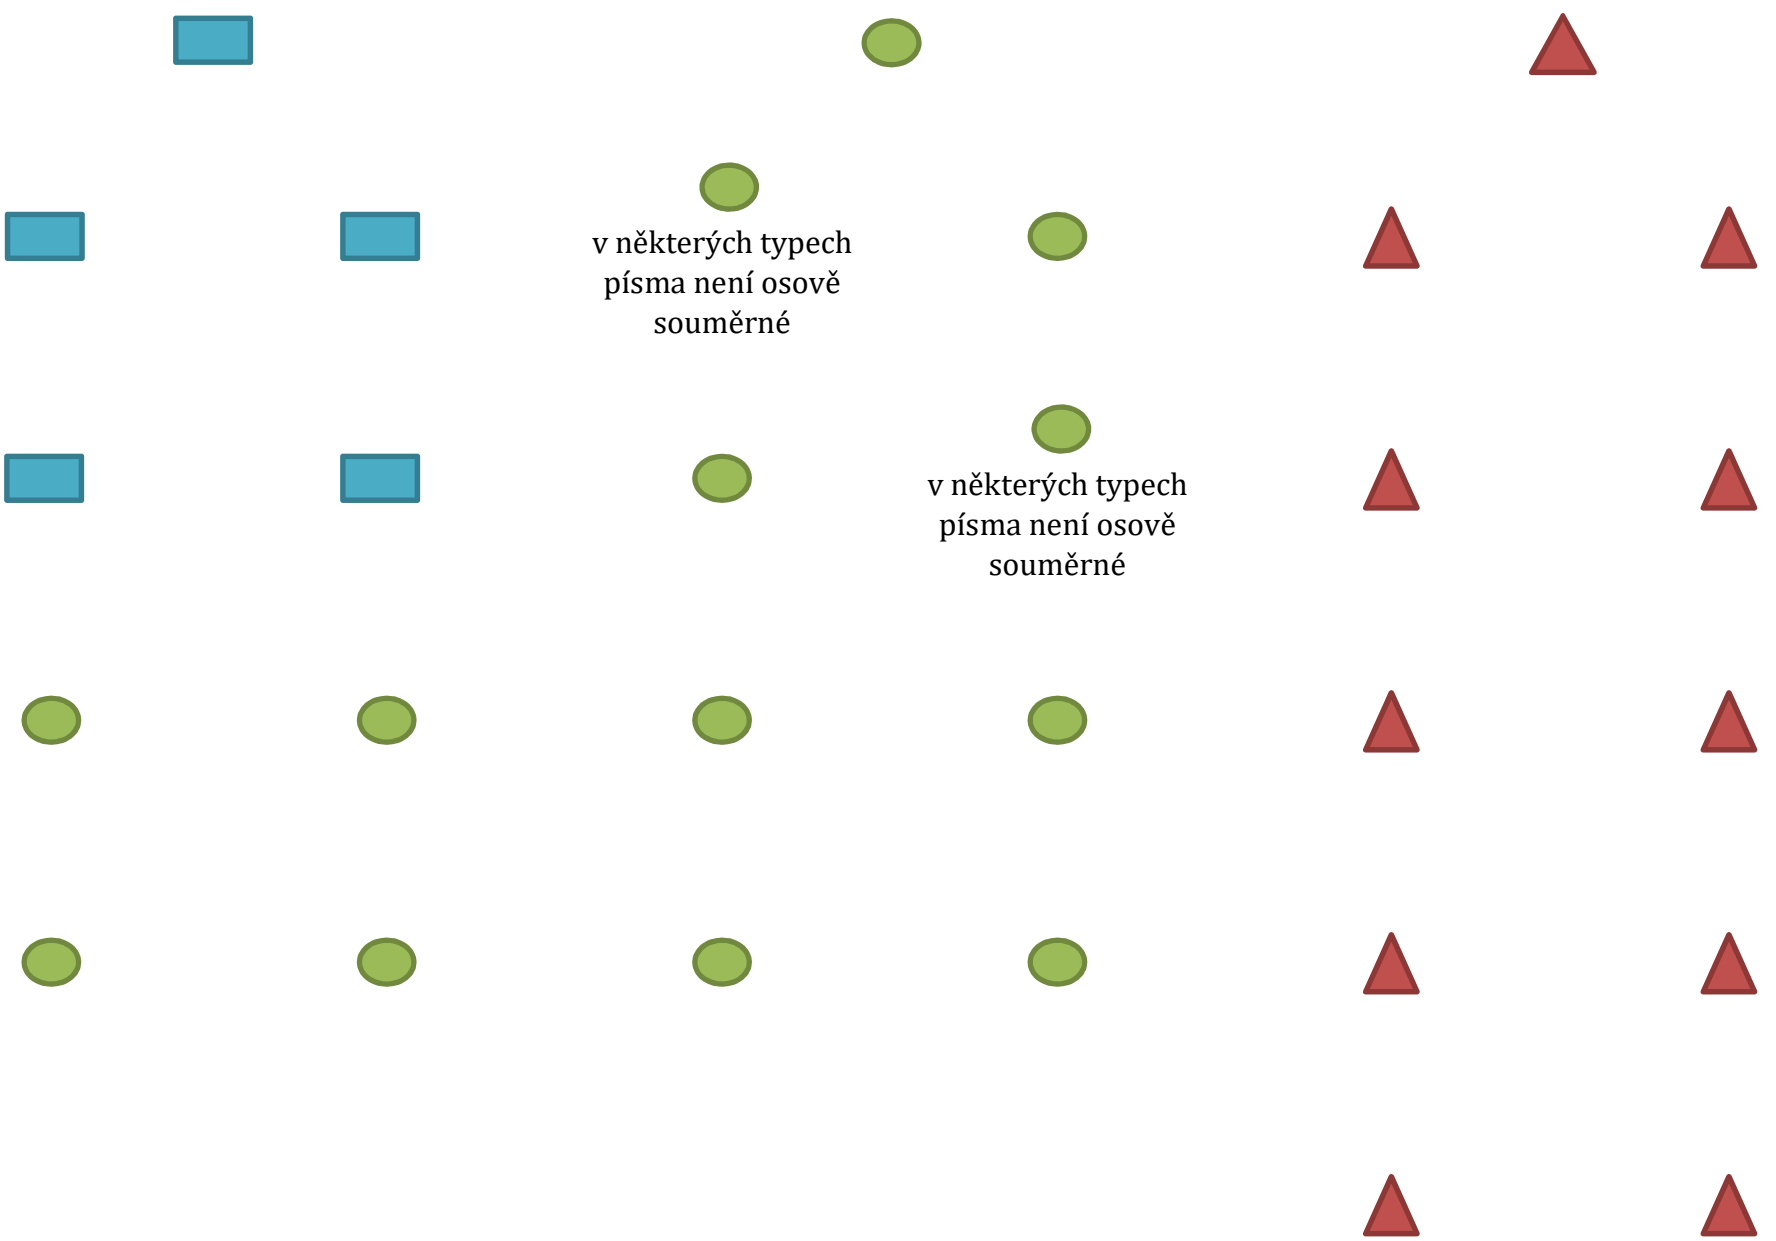 v některých typech
písma není osově
souměrné
v některých typech
písma není osově
souměrné